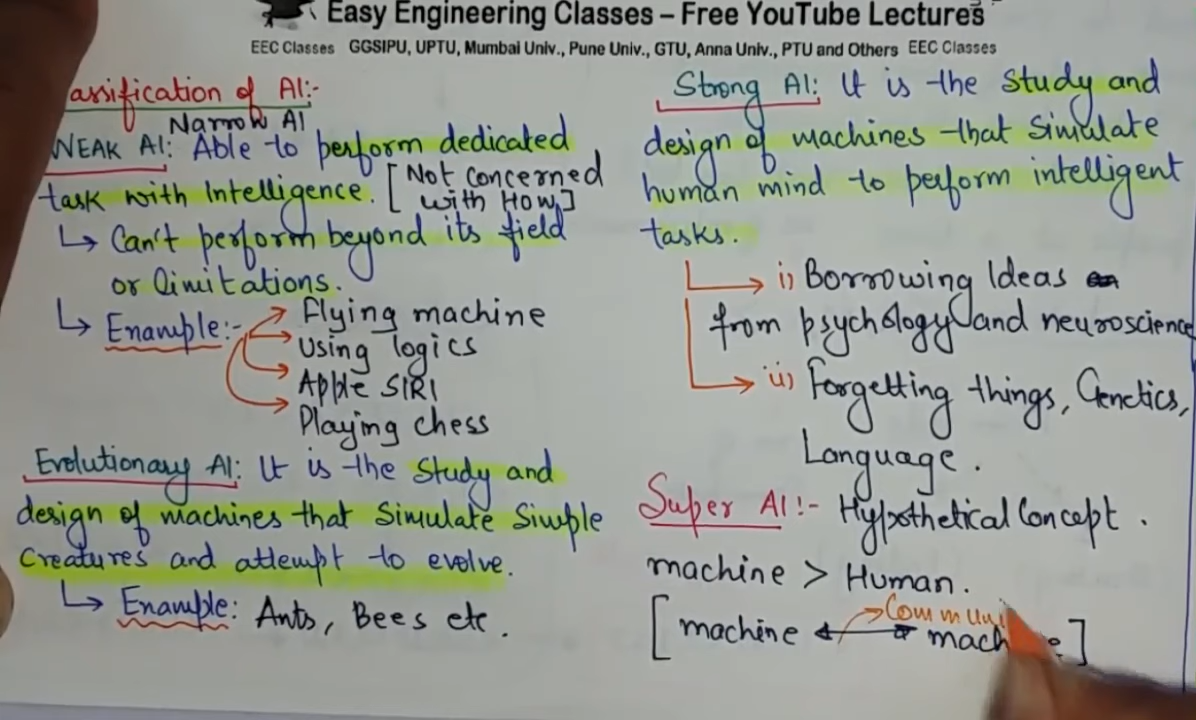 Easy Engineering Classes – Free YouTube Lectures
EEC Classes GGSIPU, UPTU, Mumbai Univ., Pune Univ., GTU, Anna Univ., PTU and Others EEC Classes
assification of AI:-
Narrow AI
WEAK AI: Able to perform dedicated
task with Intelligence. [Not Concerned
with HOW]
↳ Can't perform beyond its field
or limitations.
↳ Example:- → Flying machine
→ Using logics
→ Apple SIRI
→ Playing chess
Evolutionary AI: It is the Study and
design of machines that Simulate Simple
Creatures and attempt to evolve.
↳ Example: Ants, Bees etc.
Strong AI: It is the Study and
design of machines that Simulate
human mind to perform intelligent
tasks.
→ i) Borrowing Ideas
from psychology and neuroscience
→ ii) Forgetting things, Genetics,
Language.
Super AI:- Hypothetical Concept.
machine > Human.
→ Communi
[machine ↔ mach]